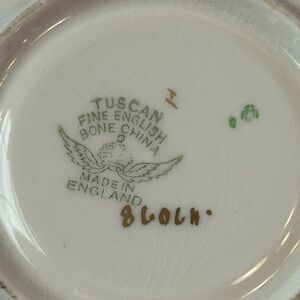 TUSCAN
FINE ENGLISH
BONE CHINA
MADE IN
ENGLAND